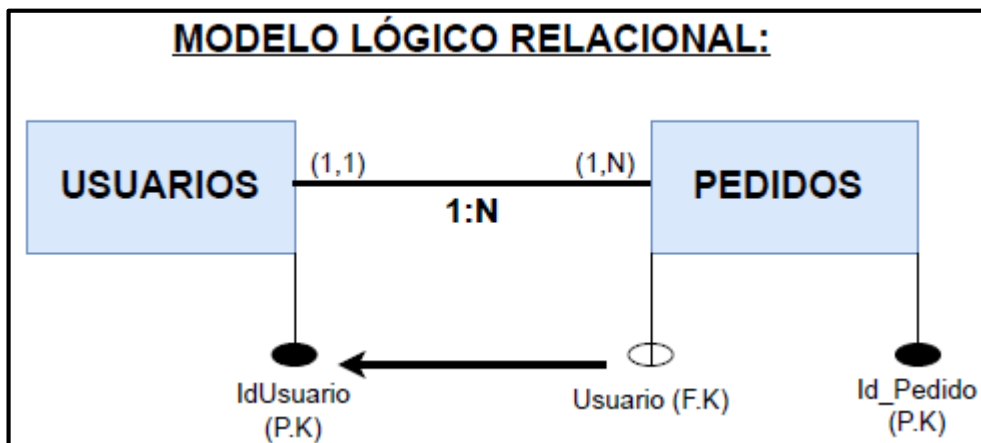 MODELO LÓGICO RELACIONAL:
USUARIOS
(1,1)
(1,N)
1:N
PEDIDOS
IdUsuario
(P.K)
Usuario (F.K)
Id_Pedido
(P.K)